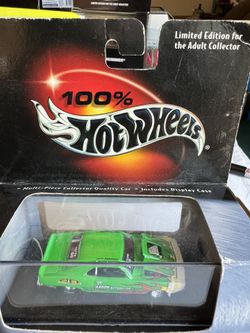 Limited Edition for
the Adult Collector
100%
HOT WHEELS
• Multi-Piece Collector Quality Car • Includes Display Case